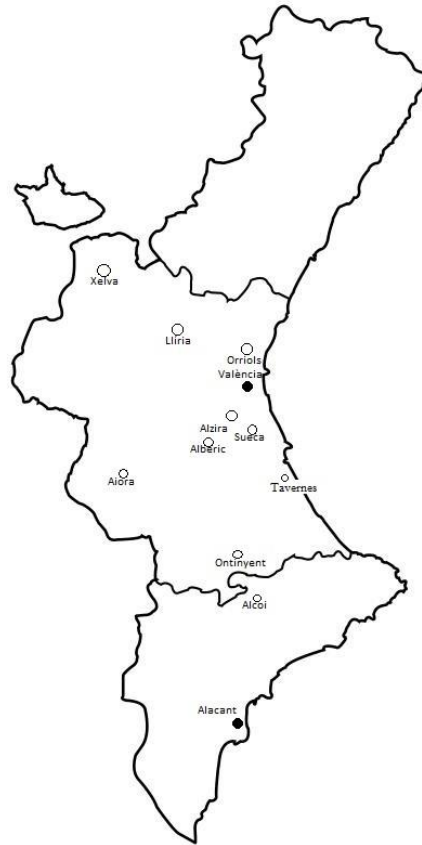 Xelva
Llíria
Orriols
València
Alzira
Sueca
Alberic
Aiora
Tavernes
Ontinyent
Alcoi
Alacant